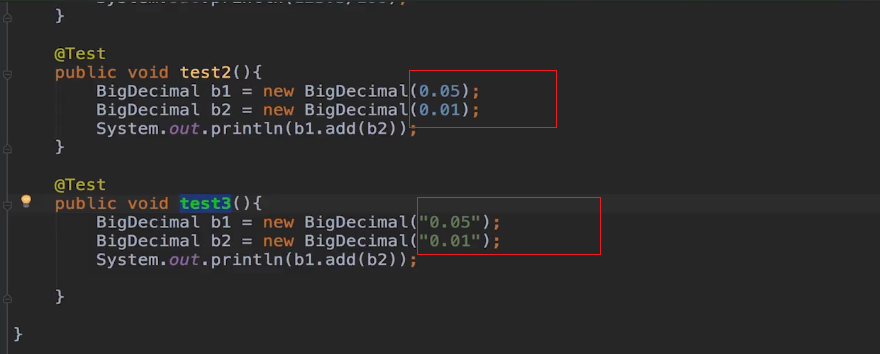 }
@Test
public void test2(){
BigDecimal b1 = new BigDecimal(0.05);
BigDecimal b2 = new BigDecimal(0.01);
System.out.println(b1.add(b2));
}
@Test
public void test3(){
BigDecimal b1 = new BigDecimal("0.05");
BigDecimal b2 = new BigDecimal("0.01");
System.out.println(b1.add(b2));
}
}